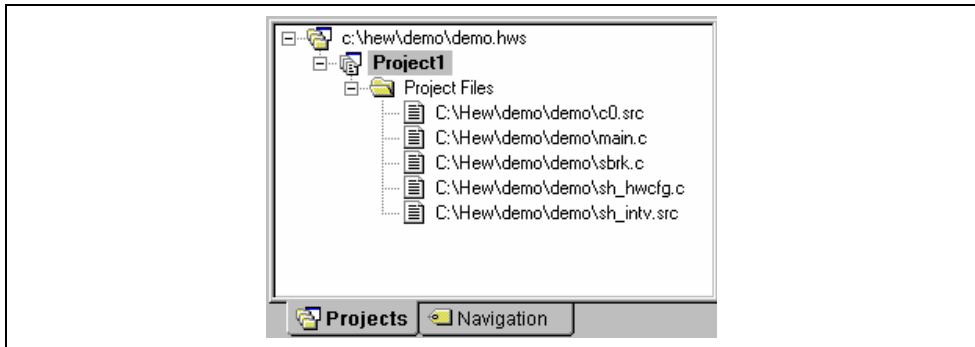 c:\hew\demo\demo.hws
Project1
Project Files
C:\Hew\demo\demo\c0.src
C:\Hew\demo\demo\main.c
C:\Hew\demo\demo\sbrk.c
C:\Hew\demo\demo\sh_hwcfg.c
C:\Hew\demo\demo\sh_intv.src
Projects Navigation